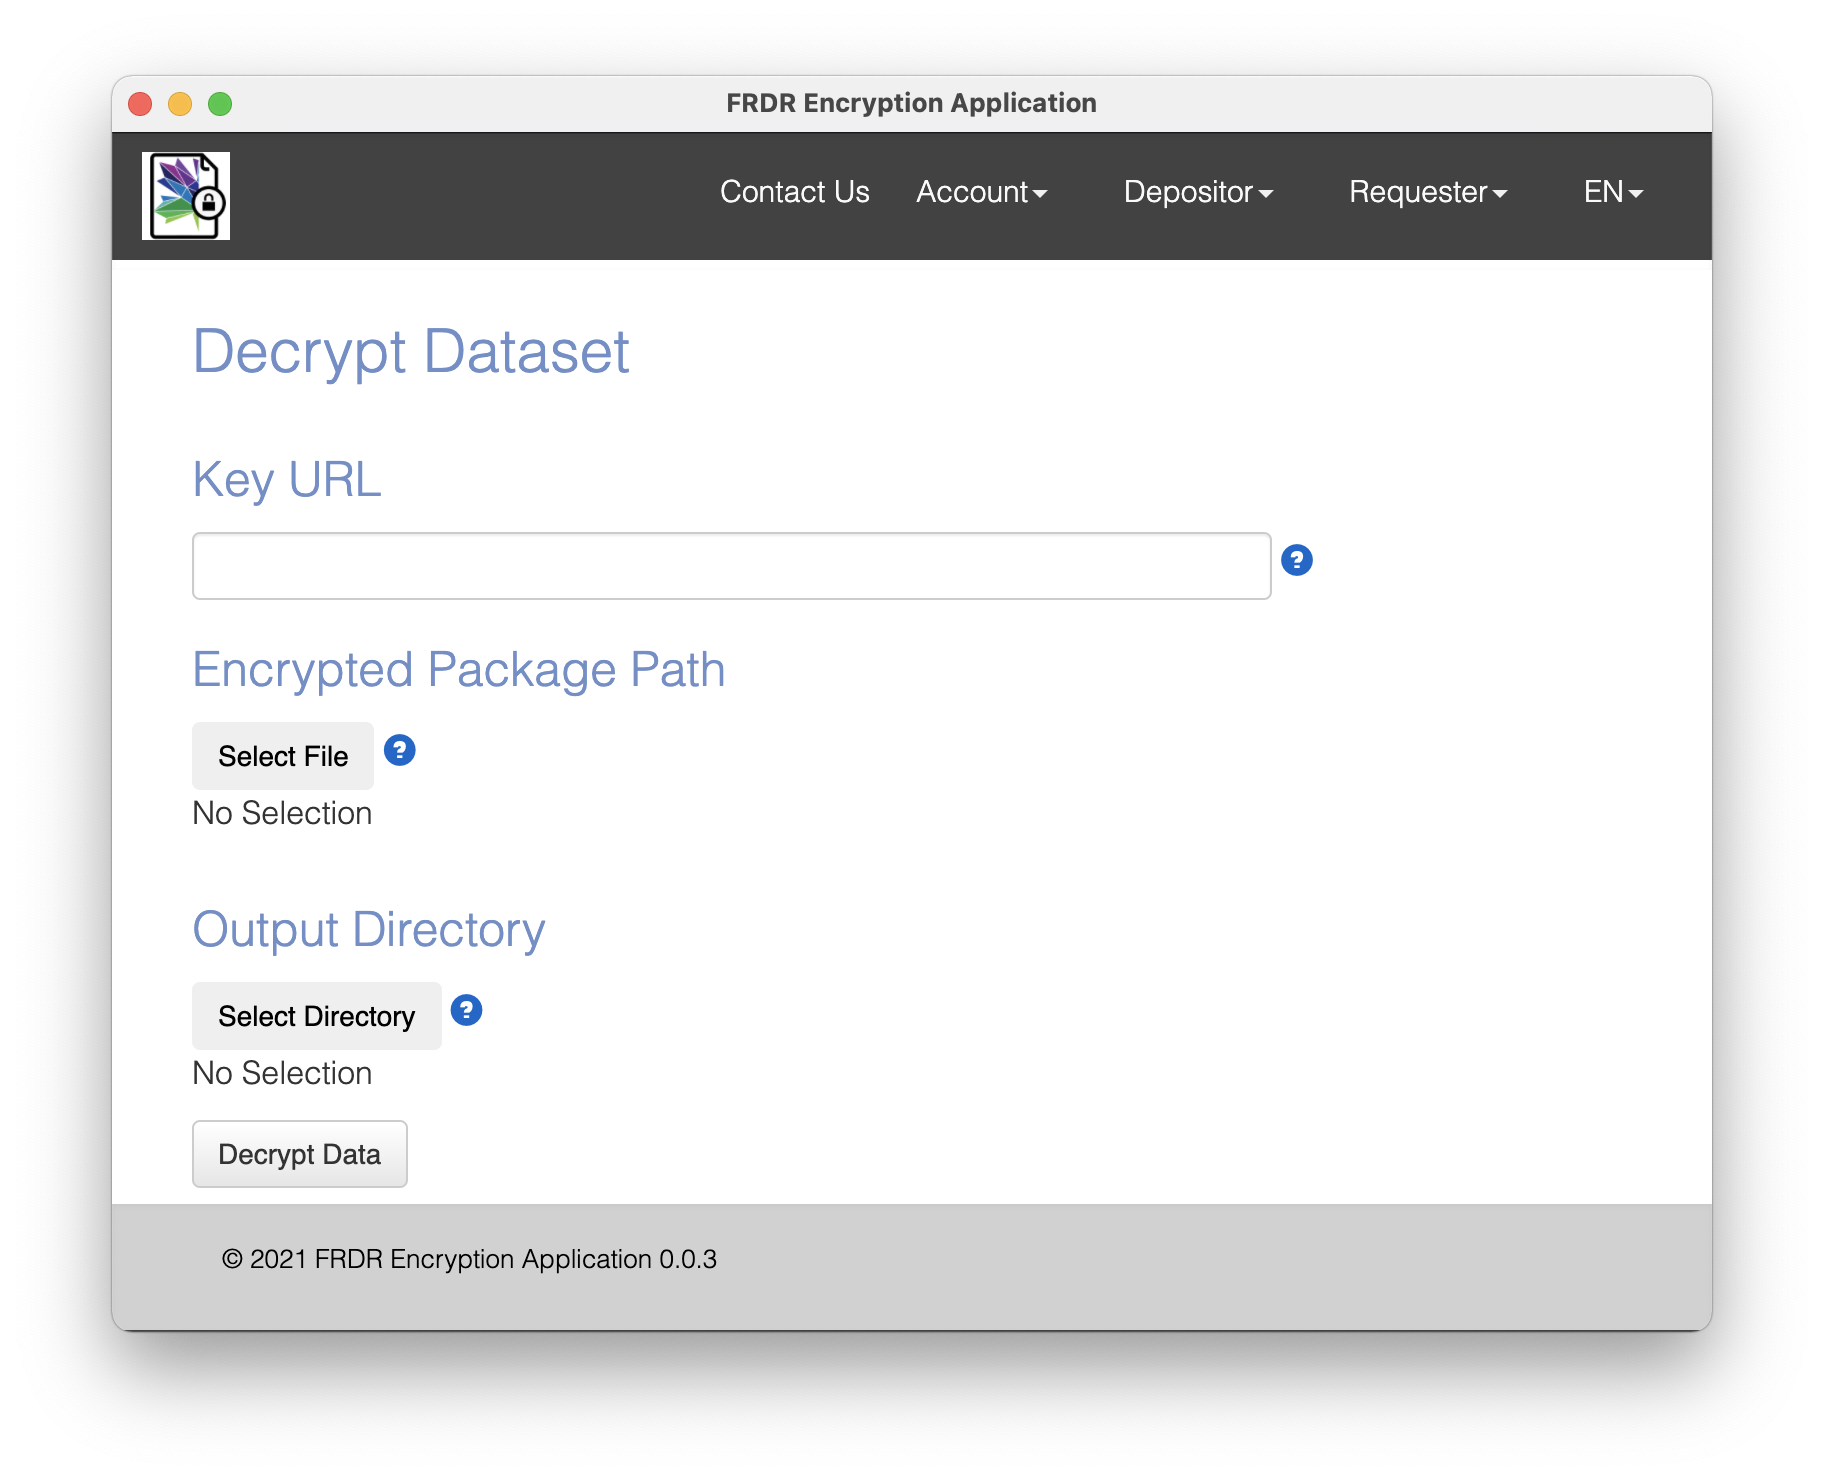 FRDR Encryption Application
Contact Us Account Depositor Requester EN
Decrypt Dataset
Key URL
?
Encrypted Package Path
Select File ?
No Selection
Output Directory
Select Directory ?
No Selection
Decrypt Data
© 2021 FRDR Encryption Application 0.0.3